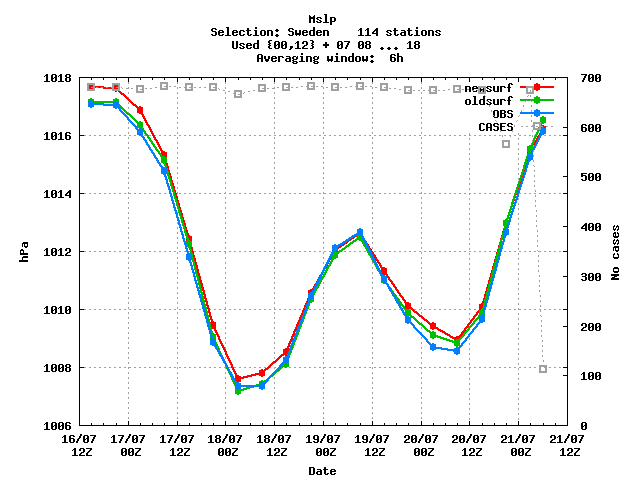 Mslp
Selection: Sweden    114 stations
Used {00,12} + 07 08 ... 18
Averaging window:  6h
1018
1016
1014
1012
1010
1008
1006
hPa
700
600
500
400
300
200
100
0
No cases
newsurf
oldsurf
OBS
CASES
16/07 17/07 17/07 18/07 18/07 19/07 19/07 20/07 20/07 21/07 21/07
12Z 00Z 12Z 00Z 12Z 00Z 12Z 00Z 12Z 00Z 12Z
Date